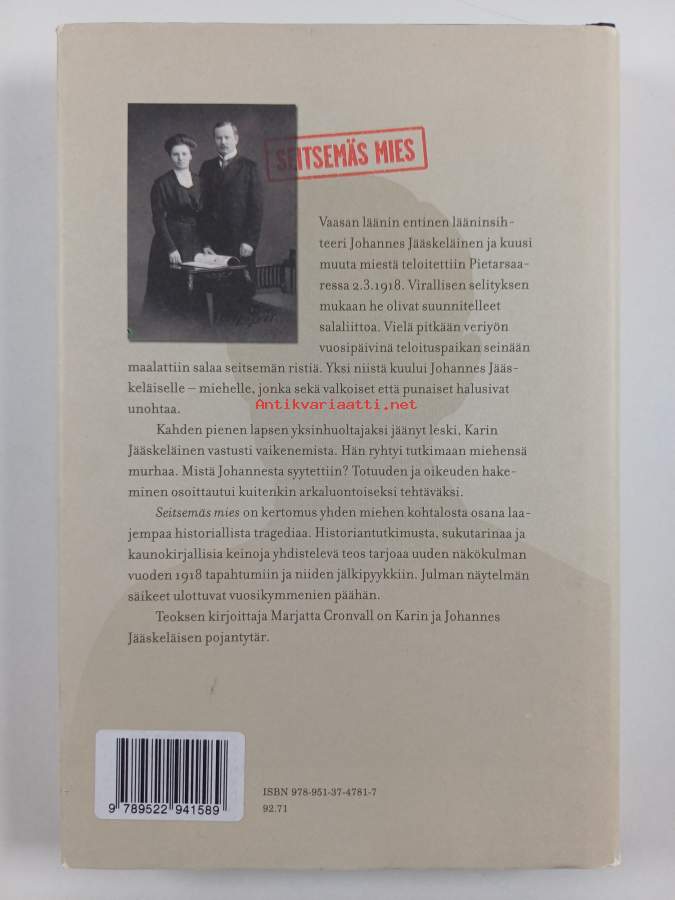 SEITSEMÄS MIES
Vaasan läänin entinen lääninsih-
teeri Johannes Jääskeläinen ja kuusi
muuta miestä teloitettiin Pietarsaa-
ressa 2.3.1918. Virallisen selityksen
mukaan he olivat suunnitelleet
salaliittoa. Vielä pitkään veriyön
vuosipäivinä teloituspaikan seinään
maalattiin salaa seitsemän ristiä. Yksi niistä kuului Johannes Jääs-
keläiselle – miehelle, jonka sekä valkoiset että punaiset halusivat
unohtaa.
Antikvariaatti.net
Kahden pienen lapsen yksinhuoltajaksi jäänyt leski, Karin
Jääskeläinen vastusti vaikenemista. Hän ryhtyi tutkimaan miehensä
murhaa. Mistä Johannesta syytettiin? Totuuden ja oikeuden hake-
minen osoittautui kuitenkin arkaluontoiseksi tehtäväksi.
Seitsemäs mies on kertomus yhden miehen kohtalosta osana laa-
jempaa historiallista tragediaa. Historiantutkimusta, sukutarinaa ja
kaunokirjallisia keinoja yhdistelevä teos tarjoaa uuden näkökulman
vuoden 1918 tapahtumiin ja niiden jälkipyykkiin. Julman näytelmän
säikeet ulottuvat vuosikymmenien päähän.
Teoksen kirjoittaja Marjatta Cronvall on Karin ja Johannes
Jääskeläisen pojantytär.
9 789522 941589
ISBN 978-951-37-4781-7
92.71